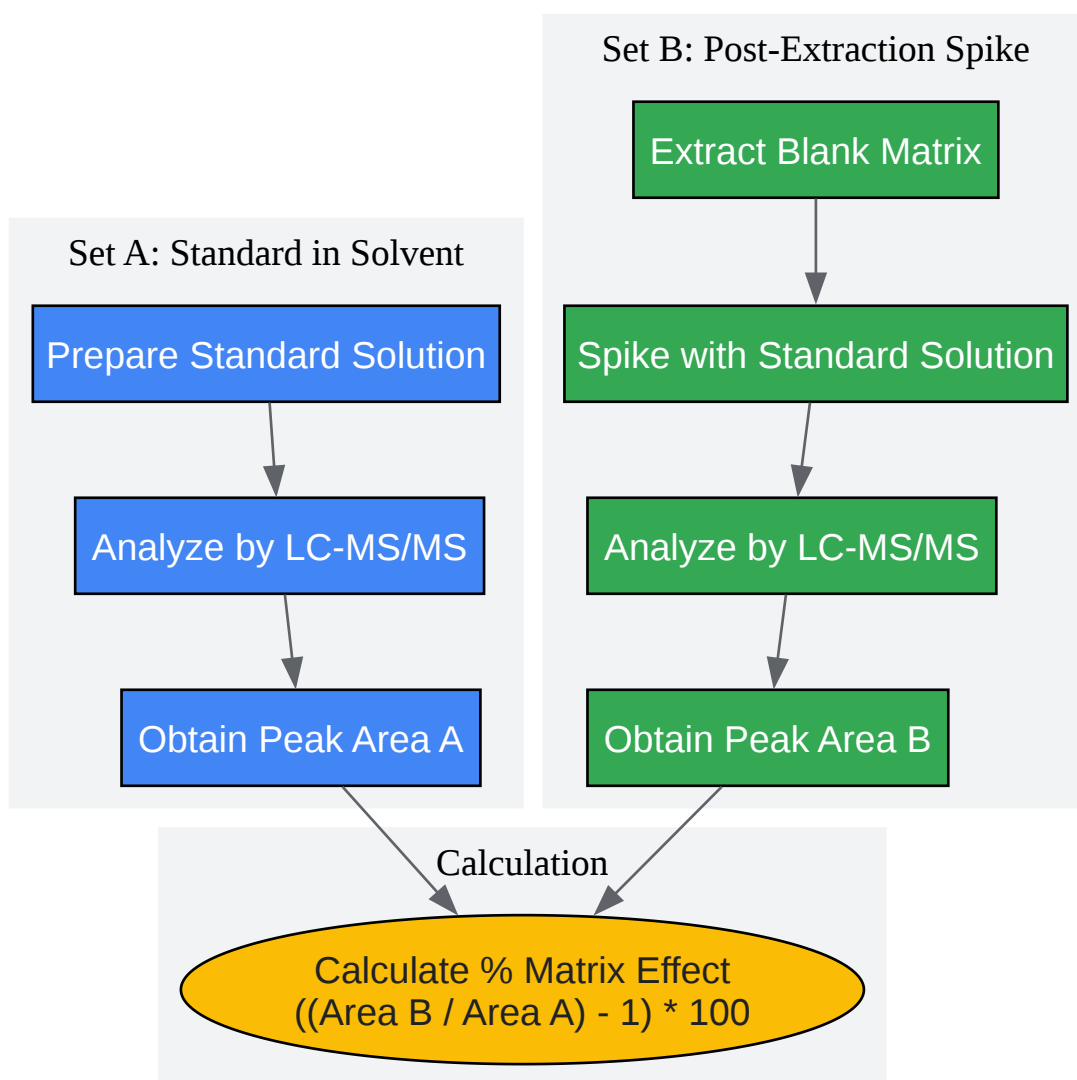 Set A: Standard in Solvent
Prepare Standard Solution
Analyze by LC-MS/MS
Obtain Peak Area A
Set B: Post-Extraction Spike
Extract Blank Matrix
Spike with Standard Solution
Analyze by LC-MS/MS
Obtain Peak Area B
Calculation
Calculate % Matrix Effect
((Area B / Area A) - 1) * 100